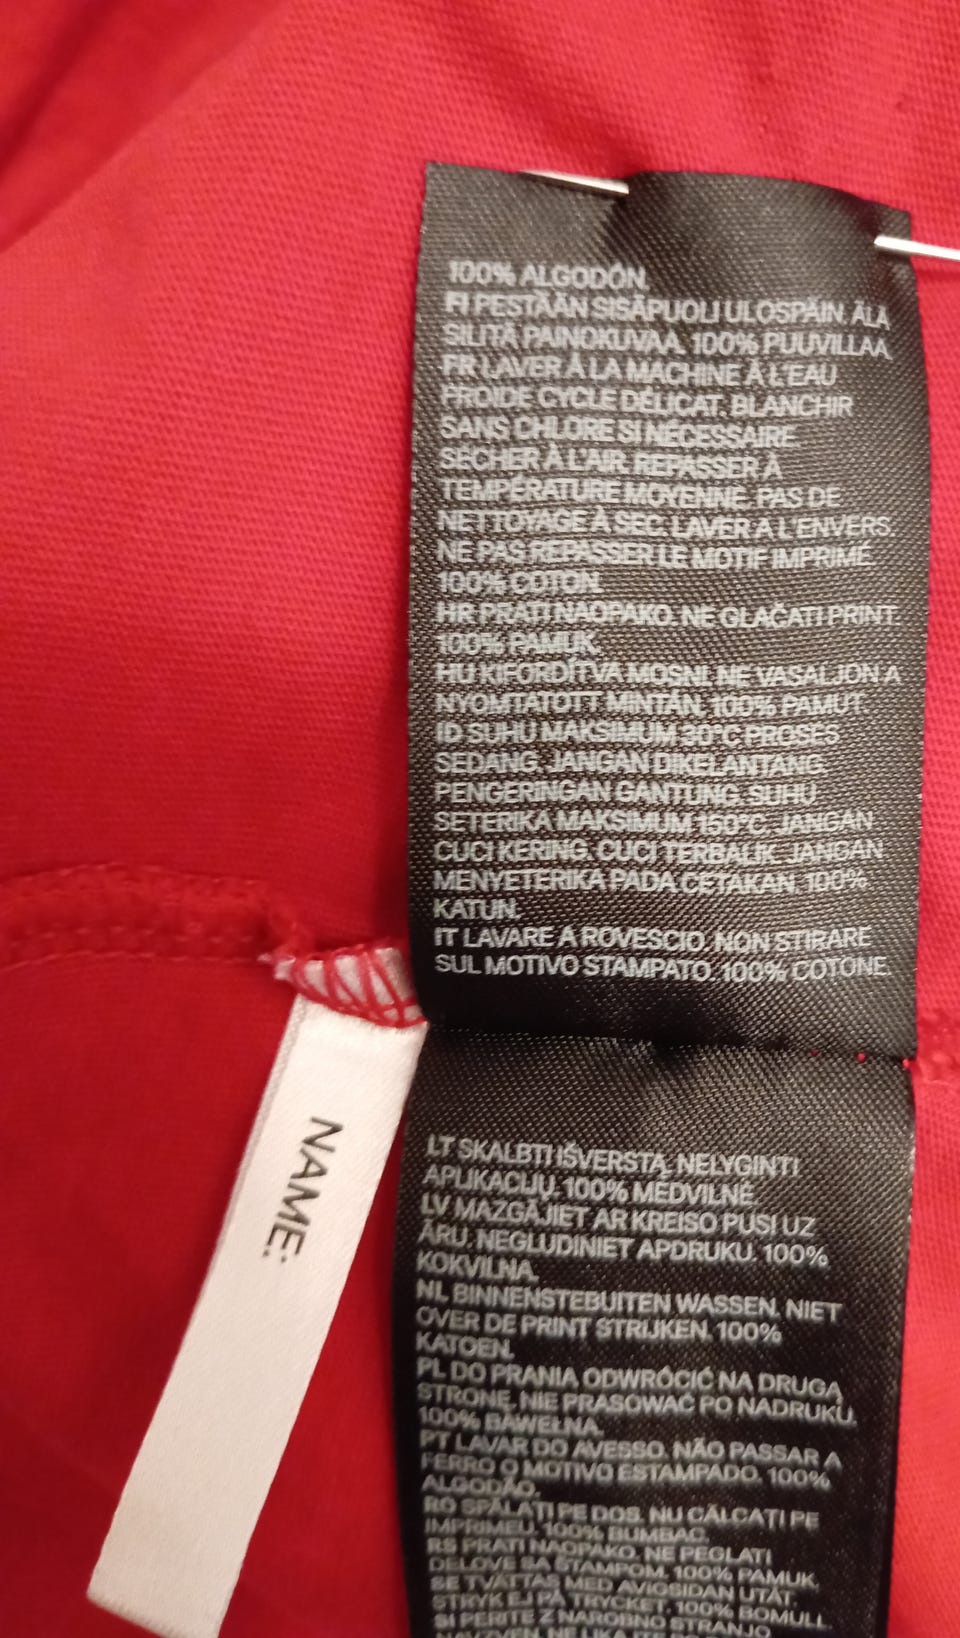 100% ALGODÓN.
FI PESTÄÄN SISÄPUOLI ULOSPÄIN. ÄLÄ
SILITÄ PAINOKUVAA. 100% PUUVILLAA.
FR LAVER À LA MACHINE À L'EAU
FROIDE CYCLE DÉLICAT. BLANCHIR
SANS CHLORE SI NÉCESSAIRE.
SÉCHER À L'AIR. REPASSER À
TEMPÉRATURE MOYENNE. PAS DE
NETTOYAGE À SEC. LAVER A L'ENVERS.
NE PAS REPASSER LE MOTIF IMPRIMÉ.
100% COTON.
HR PRATI NAOPAKO. NE GLAČATI PRINT.
100% PAMUK.
HU KIFORDÍTVA MOSNI. NE VASALJON A
NYOMTATOTT MINTÁN. 100% PAMUT.
ID SUHU MAKSIMUM 30°C PROSES
SEDANG. JANGAN DIKELANTANG.
PENGERINGAN GANTUNG. SUHU
SETERIKA MAKSIMUM 150°C. JANGAN
CUCI KERING. CUCI TERBALIK. JANGAN
MENYETERIKA PADA CETAKAN. 100%
KATUN.
IT LAVARE A ROVESCIO. NON STIRARE
SUL MOTIVO STAMPATO. 100% COTONE.
NAME:
LT SKALBTI IŠVERSTĄ. NELYGINTI
APLIKACIJŲ. 100% MEDVILNĖ.
LV MAZGĀJIET AR KREISO PUSI UZ
ĀRU. NEGLUDINIET APDRUKU. 100%
KOKVILNA.
NL BINNENSTEBUITEN WASSEN. NIET
OVER DE PRINT STRIJKEN. 100%
KATOEN.
PL DO PRANIA ODWRÓCIĆ NA DRUGĄ
STRONĘ. NIE PRASOWAĆ PO NADRUKU.
100% BAWEŁNA.
PT LAVAR DO AVESSO. NÃO PASSAR A
FERRO O MOTIVO ESTAMPADO. 100%
ALGODÃO.
RO SPĂLAȚI PE DOS. NU CĂLCAȚI PE
IMPRIMEU. 100% BUMBAC.
RS PRATI NAOPAKO. NE PEGLATI
DELOVE SA ŠTAMPOM. 100% PAMUK.
SE TVÄTTAS MED AVIGSIDAN UTÅT.
STRYK EJ PÅ TRYCKET. 100% BOMULL.
SI PERITE Z NAROBNO STRANJO
NAVZVEN. NE LIKAJTE